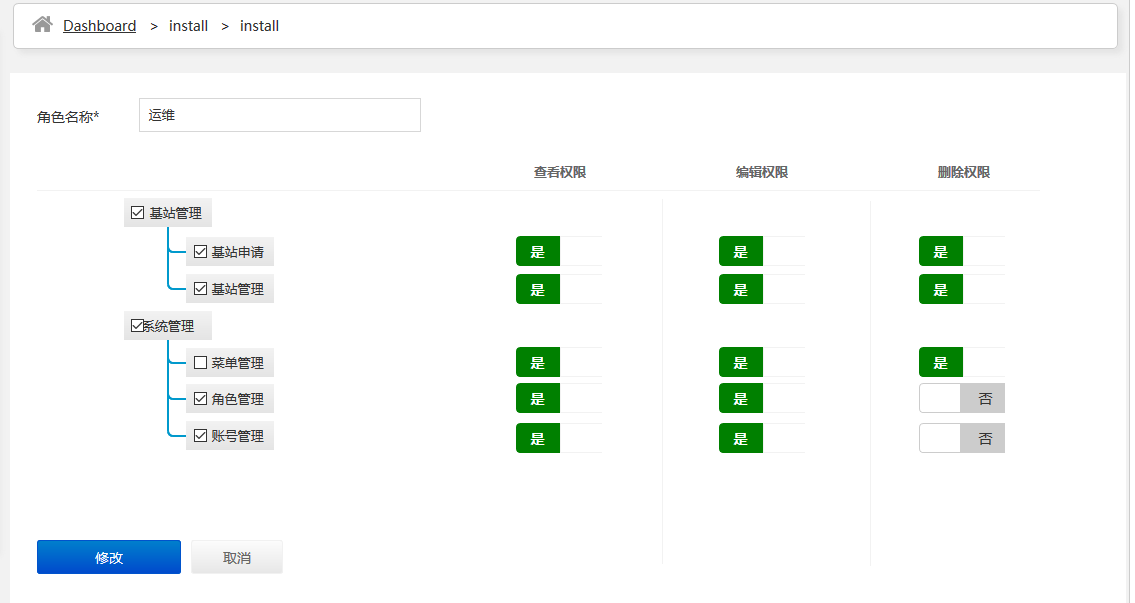 Dashboard > install > install
角色名称* 运维
查看权限 编辑权限 删除权限
基站管理
基站申请 是 是 是
基站管理 是 是 是
系统管理
菜单管理 是 是 是
角色管理 是 是 否
账号管理 是 是 否
修改 取消